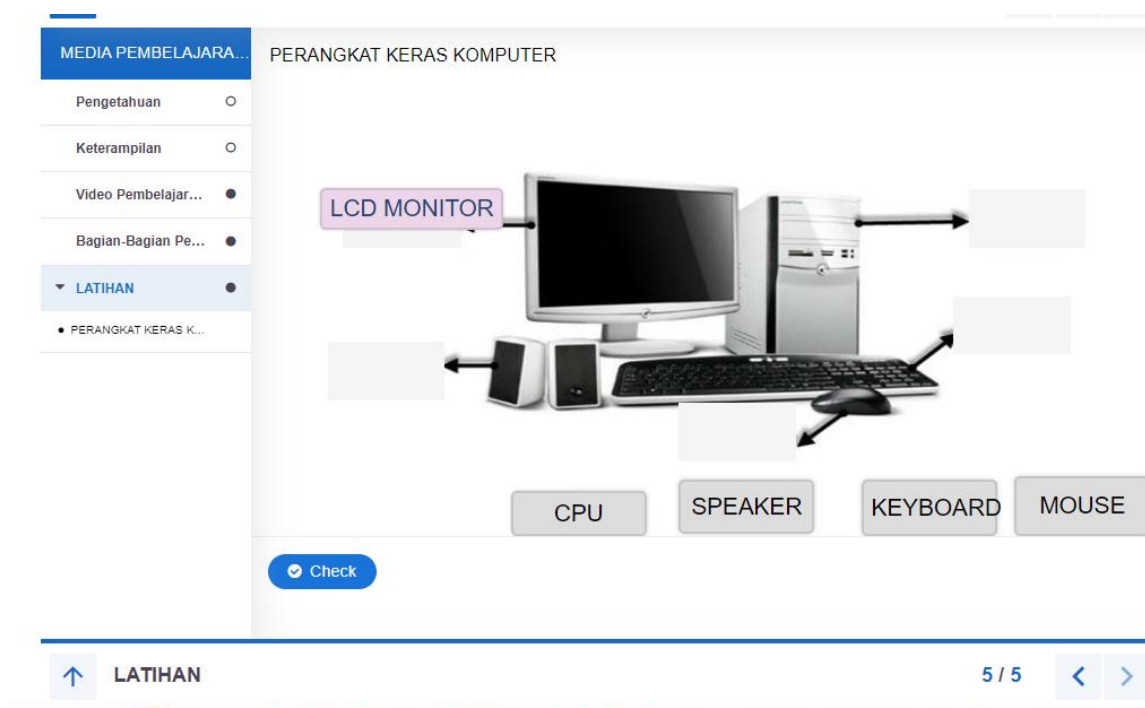 MEDIA PEMBELAJARA...
PERANGKAT KERAS KOMPUTER
Pengetahuan
Keterampilan
Video Pembelajar...
Bagian-Bagian Pe...
LATIHAN
PERANGKAT KERAS K...
LCD MONITOR
CPU
SPEAKER
KEYBOARD
MOUSE
Check
LATIHAN
5 / 5